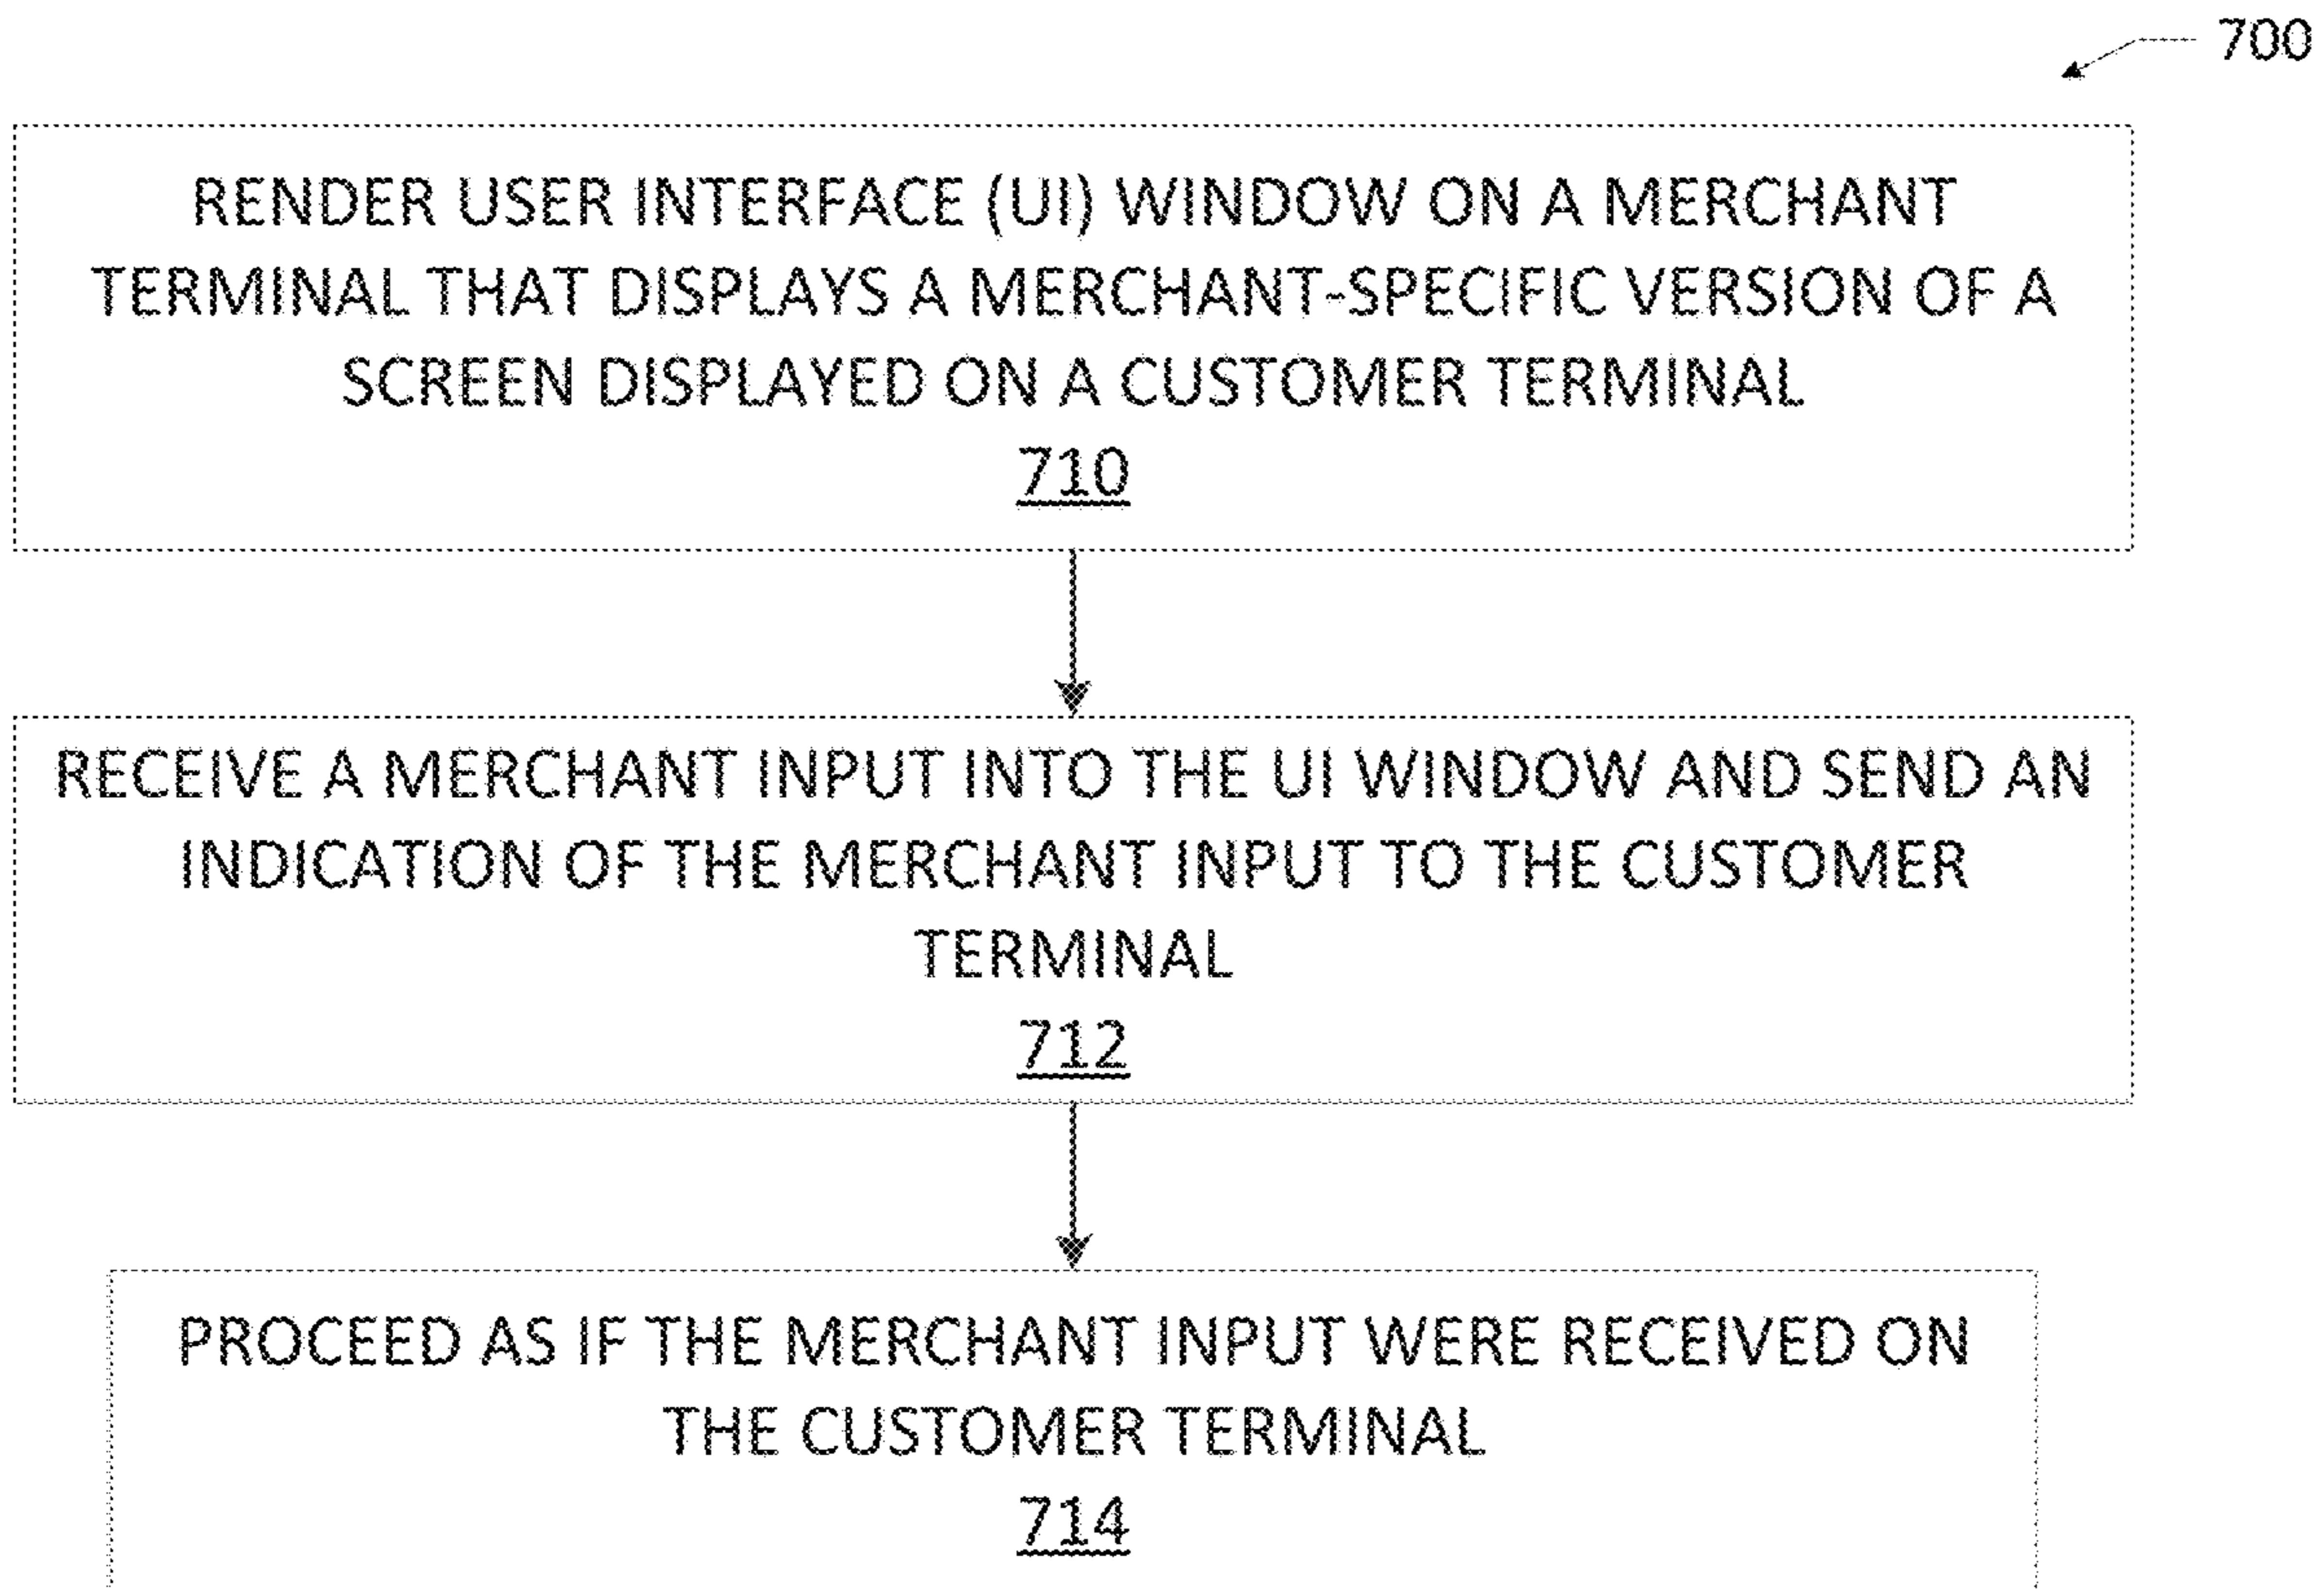 700
RENDER USER INTERFACE (UI) WINDOW ON A MERCHANT
TERMINAL THAT DISPLAYS A MERCHANT-SPECIFIC VERSION OF A
SCREEN DISPLAYED ON A CUSTOMER TERMINAL
710
RECEIVE A MERCHANT INPUT INTO THE UI WINDOW AND SEND AN
INDICATION OF THE MERCHANT INPUT TO THE CUSTOMER
TERMINAL
712
PROCEED AS IF THE MERCHANT INPUT WERE RECEIVED ON
THE CUSTOMER TERMINAL
714